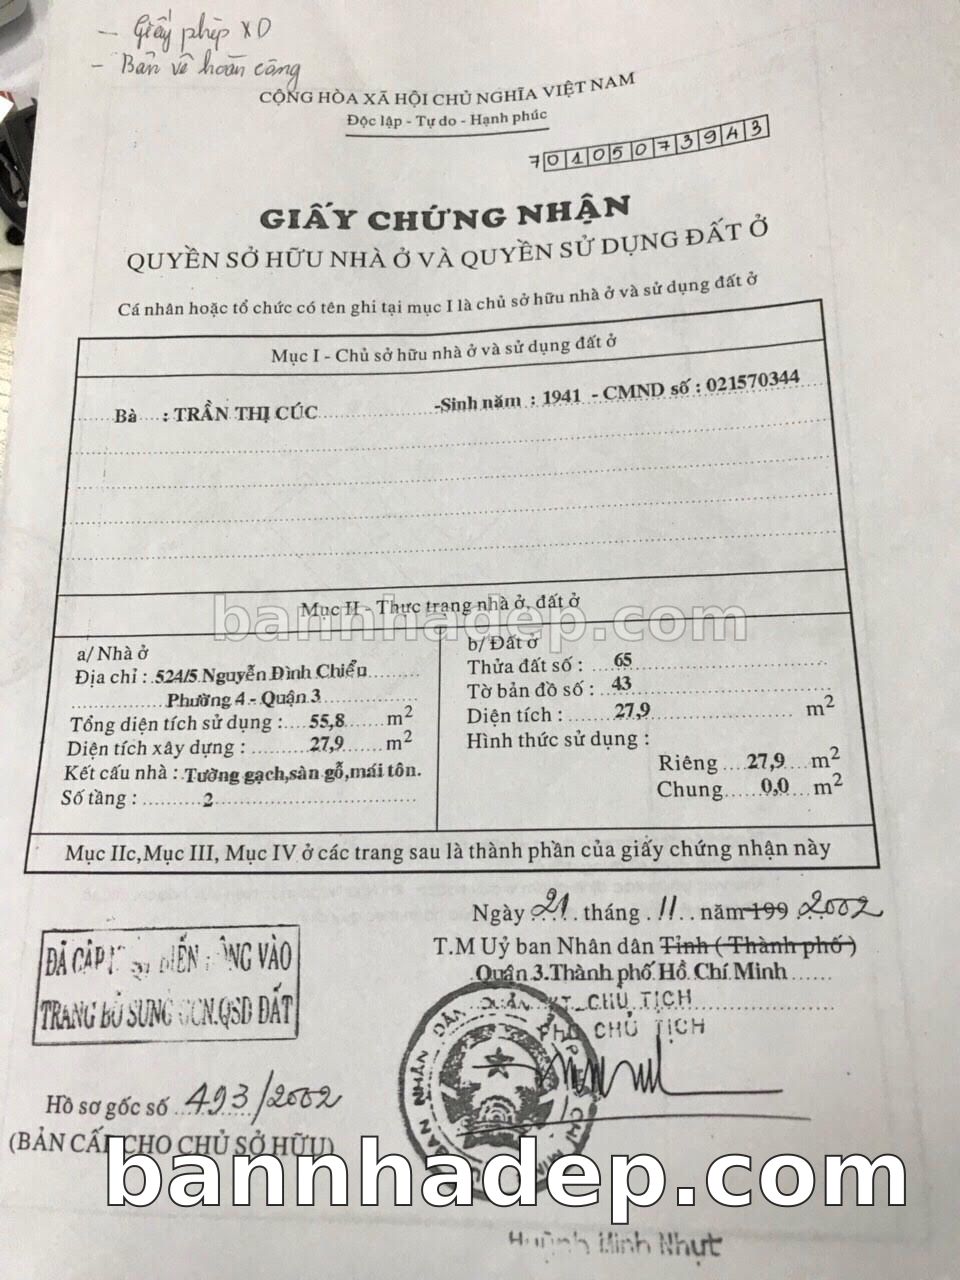 - Giấy phép XD
- Bản vẽ hoàn công
CỘNG HÒA XÃ HỘI CHỦ NGHĨA VIỆT NAM
Độc lập - Tự do - Hạnh phúc
70105073943
GIẤY CHỨNG NHẬN
QUYỀN SỞ HỮU NHÀ Ở VÀ QUYỀN SỬ DỤNG ĐẤT Ở
Cá nhân hoặc tổ chức có tên ghi tại mục I là chủ sở hữu nhà ở và sử dụng đất ở
Mục I - Chủ sở hữu nhà ở và sử dụng đất ở
Bà : TRẦN THỊ CÚC -Sinh năm : 1941 - CMND số : 021570344
Mục II - Thực trạng nhà ở, đất ở
bannhadep.com
a/ Nhà ở
Địa chỉ : 524/5 Nguyễn Đình Chiểu
Phường 4 - Quận 3
Tổng diện tích sử dụng : 55,8 m2
Diện tích xây dựng : 27,9 m2
Kết cấu nhà : Tường gạch,sàn gỗ,mái tôn.
Số tầng : 2
b/ Đất ở
Thửa đất số : 65
Tờ bản đồ số : 43
Diện tích : 27,9 m2
Hình thức sử dụng :
Riêng 27,9 m2
Chung 0,0 m2
Mục IIc,Mục III, Mục IV ở các trang sau là thành phần của giấy chứng nhận này
Ngày 21 tháng 11 năm 199 2002
T.M Uỷ ban Nhân dân Tỉnh ( Thành phố )
Quận 3.Thành phố Hồ Chí Minh
KT. CHỦ TỊCH
PHÓ CHỦ TỊCH
ĐÃ CẬP VÀO
TRANG BỔ SUNG GCN.QSD ĐẤT
Hồ sơ gốc số 493/2002
(BẢN CẤP CHO CHỦ SỞ HỮU)
bannhadep.com
Huỳnh Minh Nhựt